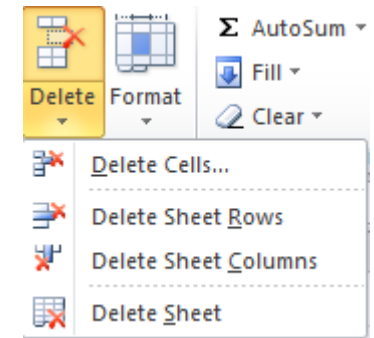 Σ AutoSum
Fill
Delete Format
Clear
Delete Cells...
Delete Sheet Rows
Delete Sheet Columns
Delete Sheet